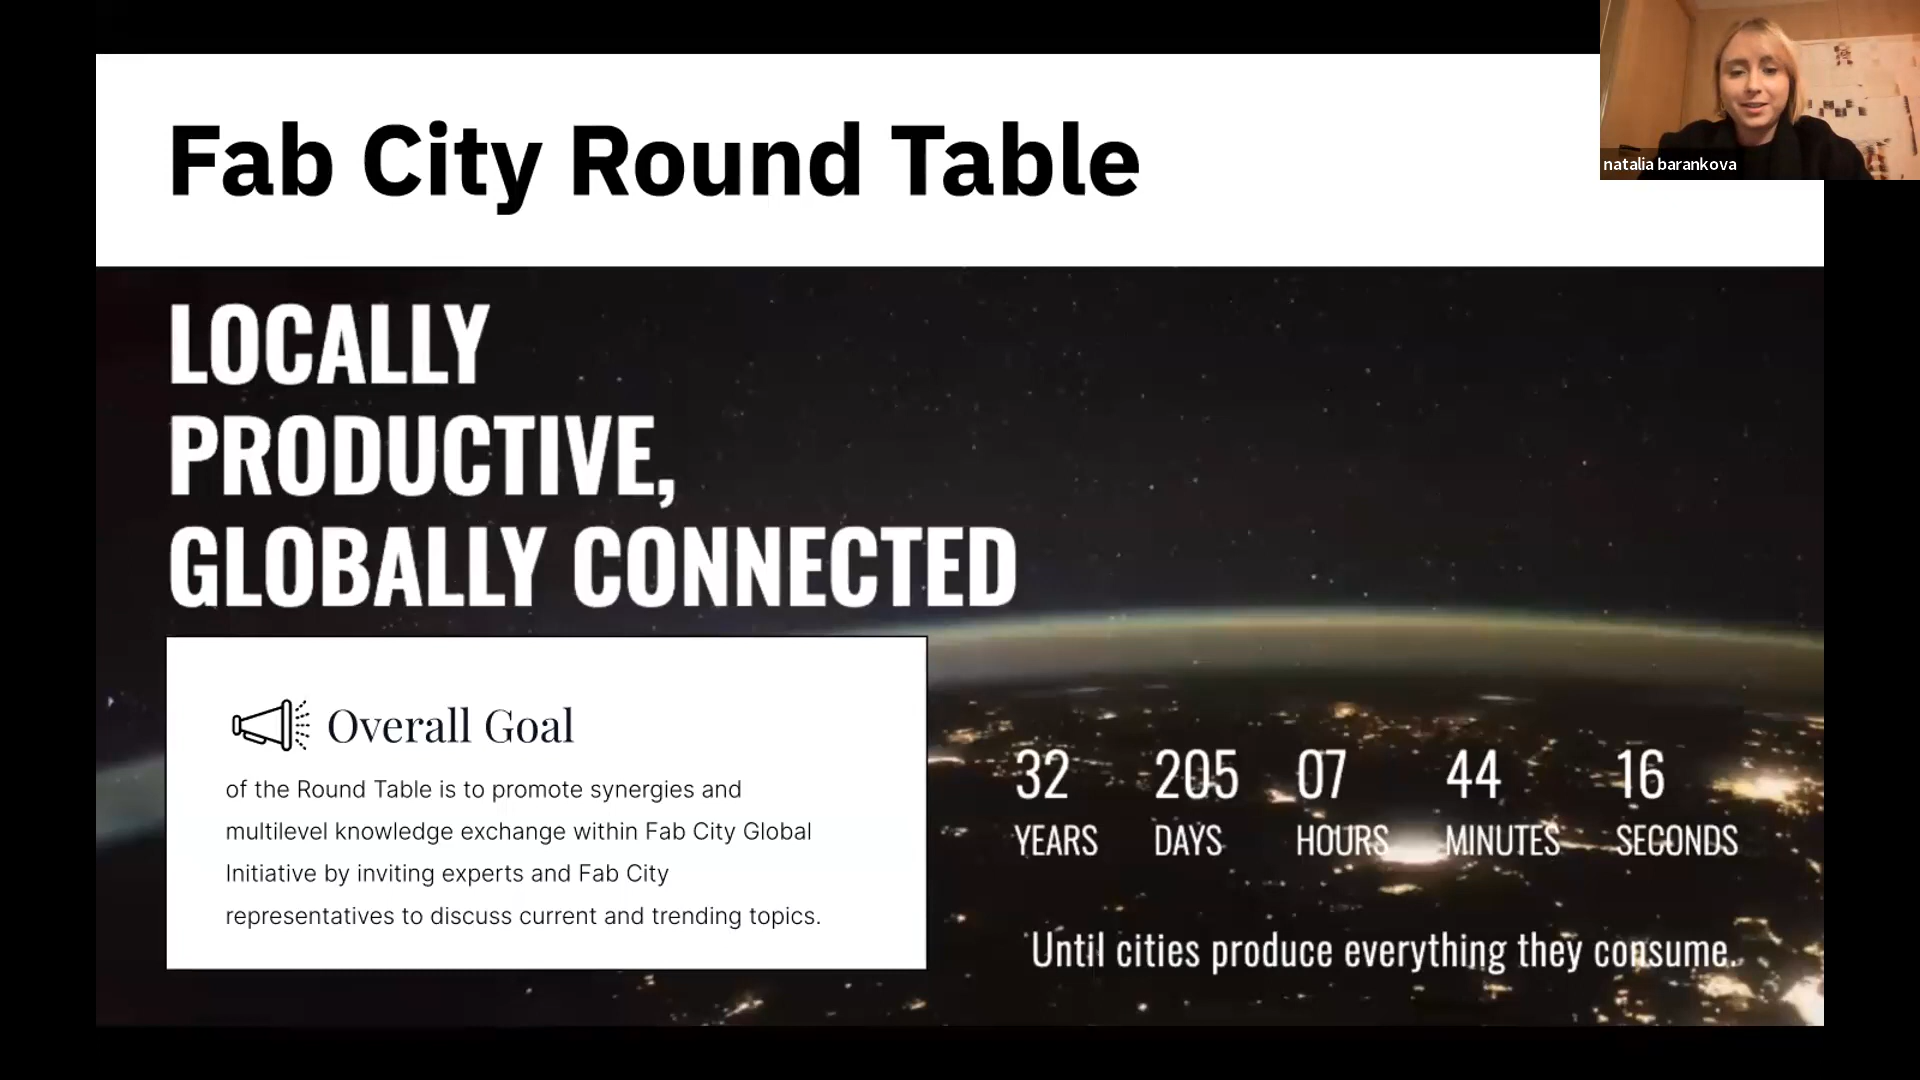 Fab City Round Table
natalia barankova
LOCALLY
PRODUCTIVE,
GLOBALLY CONNECTED
Overall Goal
of the Round Table is to promote synergies and
multilevel knowledge exchange within Fab City Global
Initiative by inviting experts and Fab City
representatives to discuss current and trending topics.
32 205 07 44 16
YEARS DAYS HOURS MINUTES SECONDS
Until cities produce everything they consume.